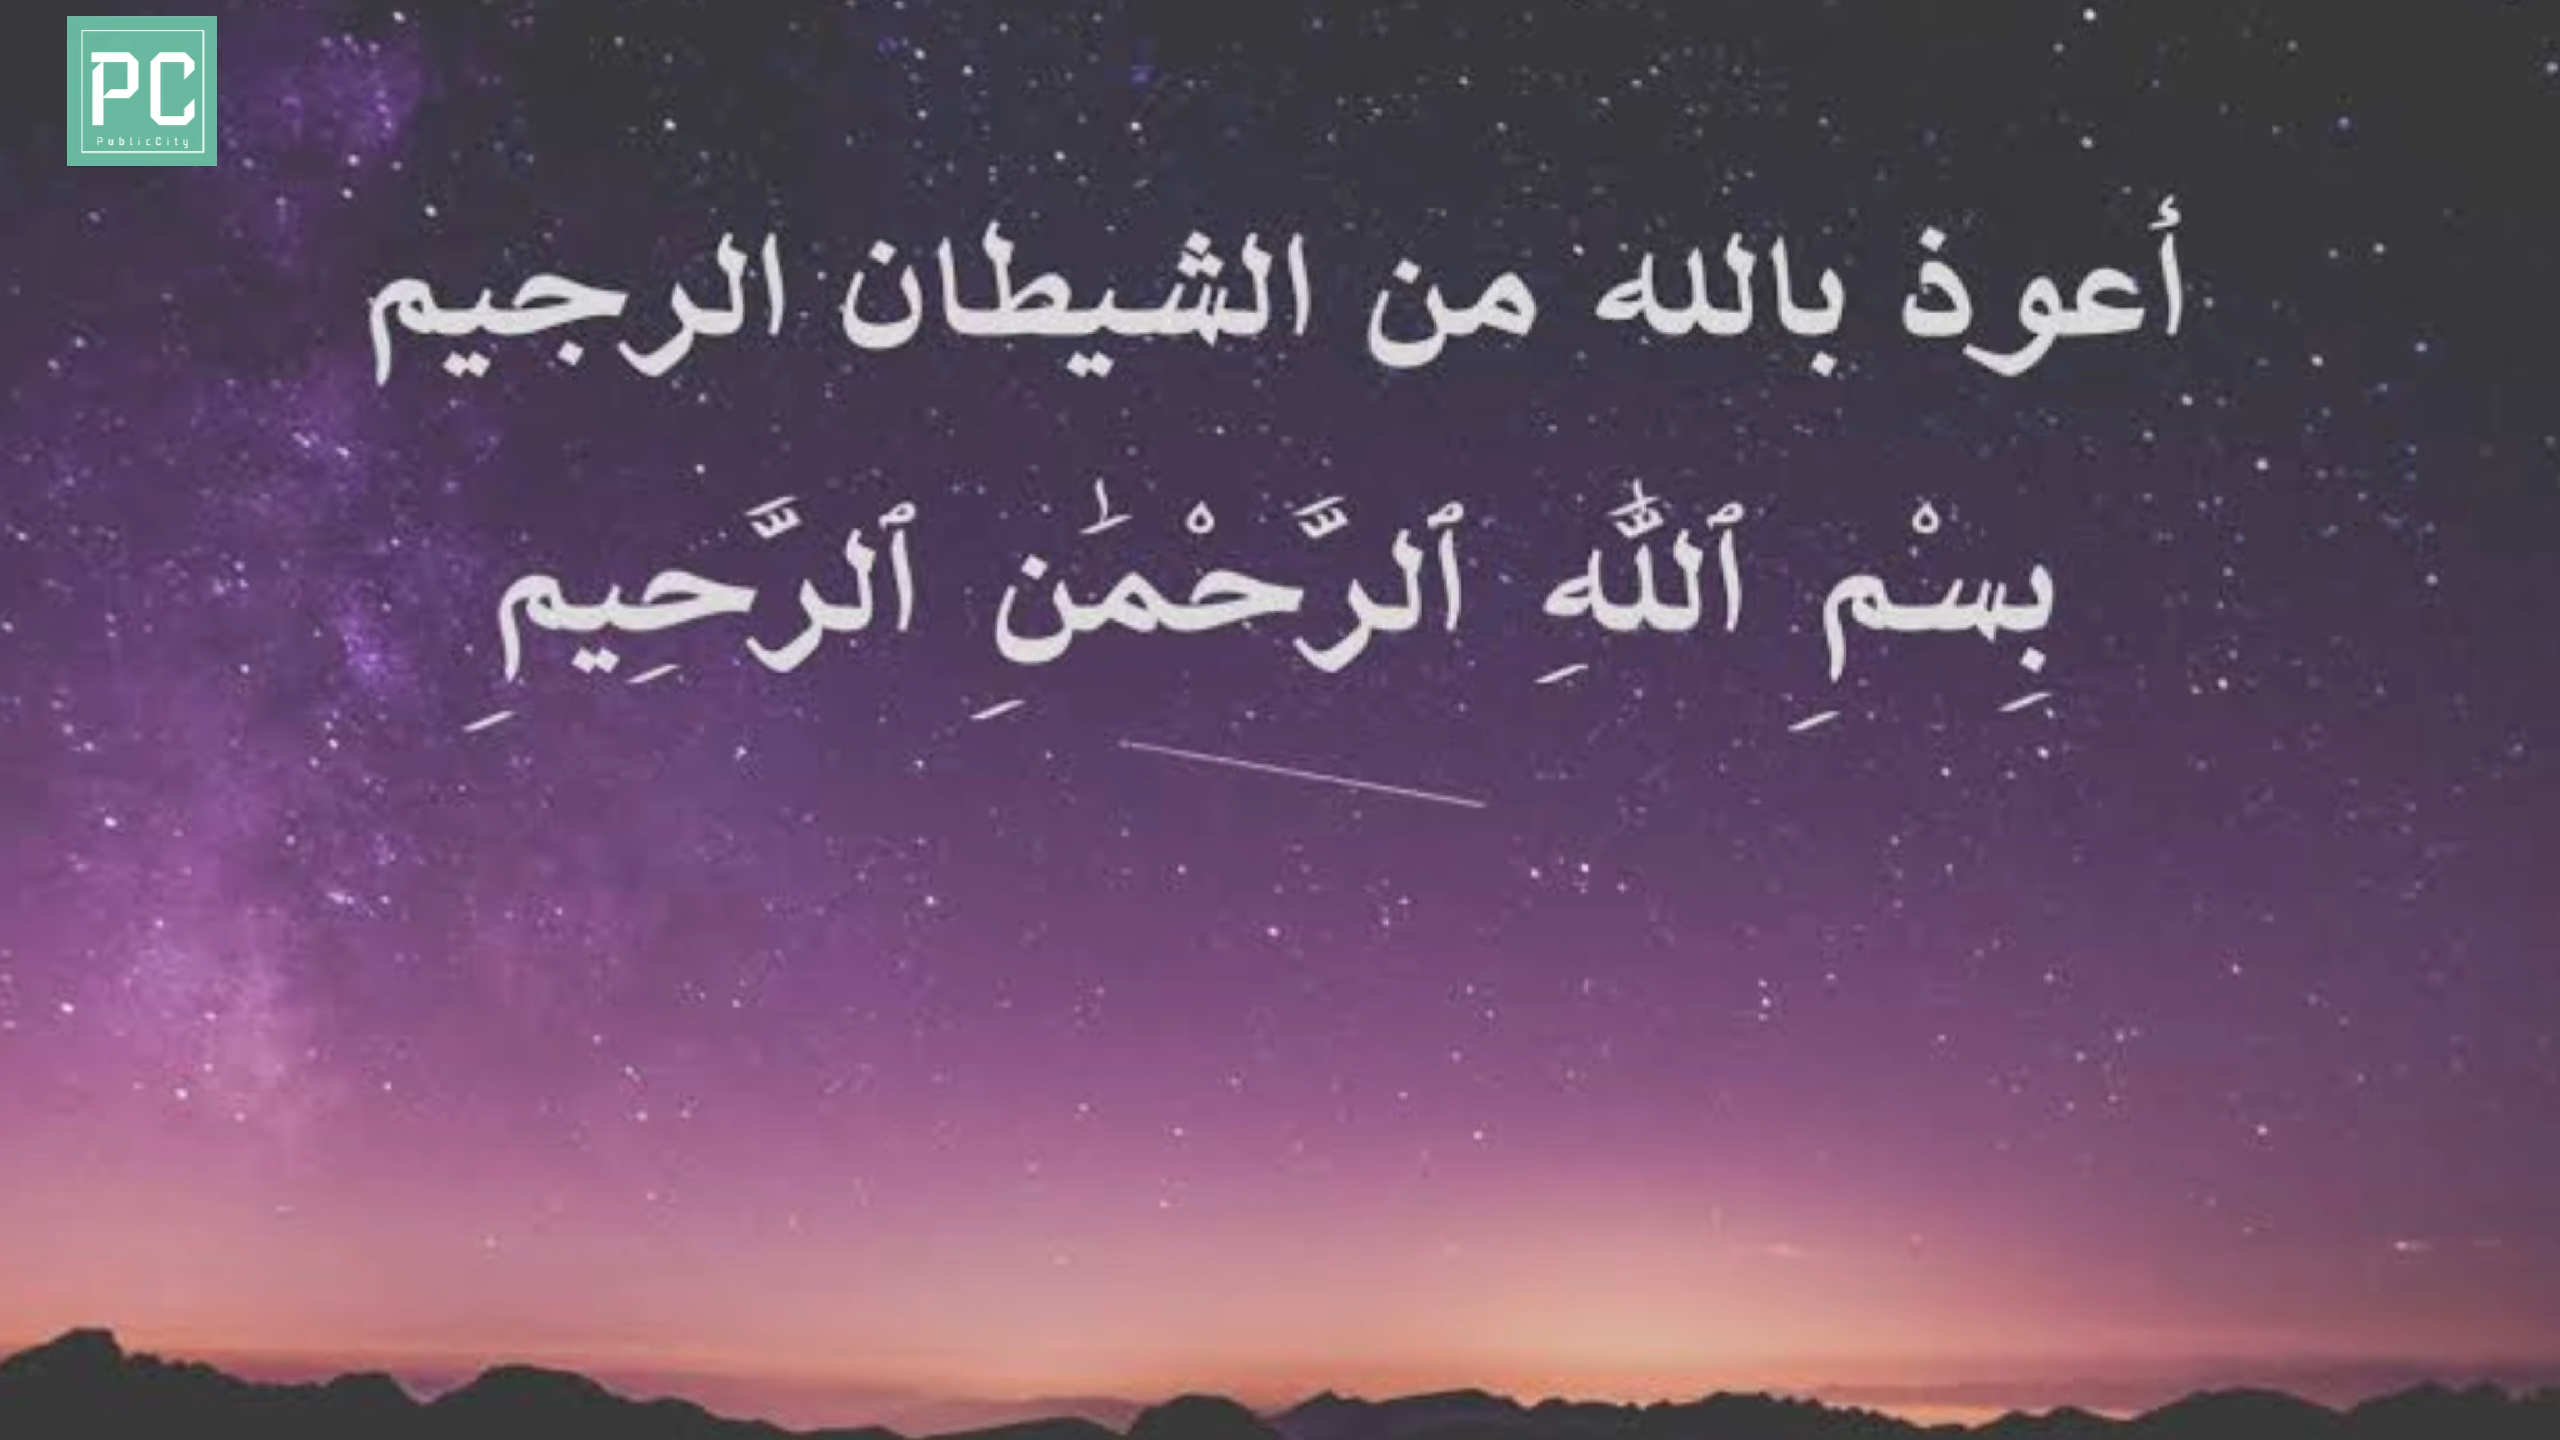 PC
PublicCity
أعوذ بالله من الشيطان الرجيم
بِسْمِ ٱللَّٰهِ ٱلرَّحْمَٰنِ ٱلرَّحِيمِ